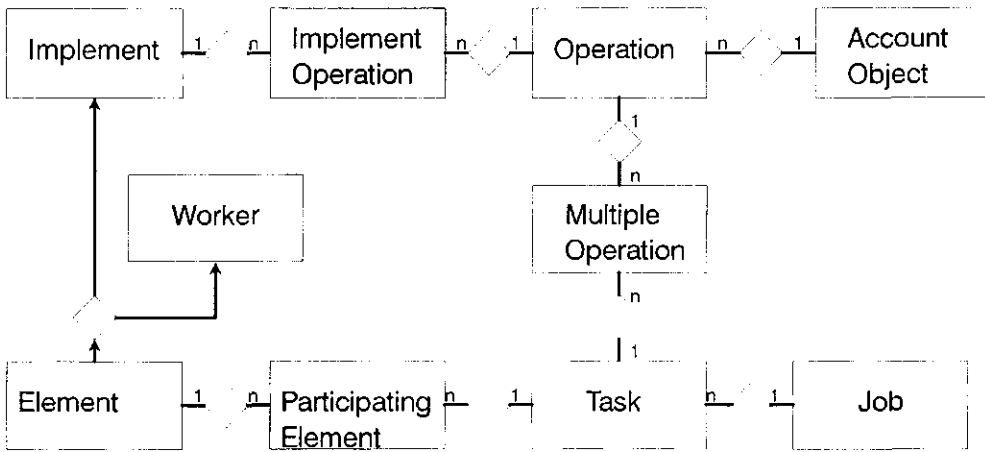 Implement
1
n
Implement
Operation
n
1
Operation
n
1
Account
Object
1
n
Worker
Multiple
Operation
n
1
Element
1
n
Participating
Element
n
1
Task
n
1
Job